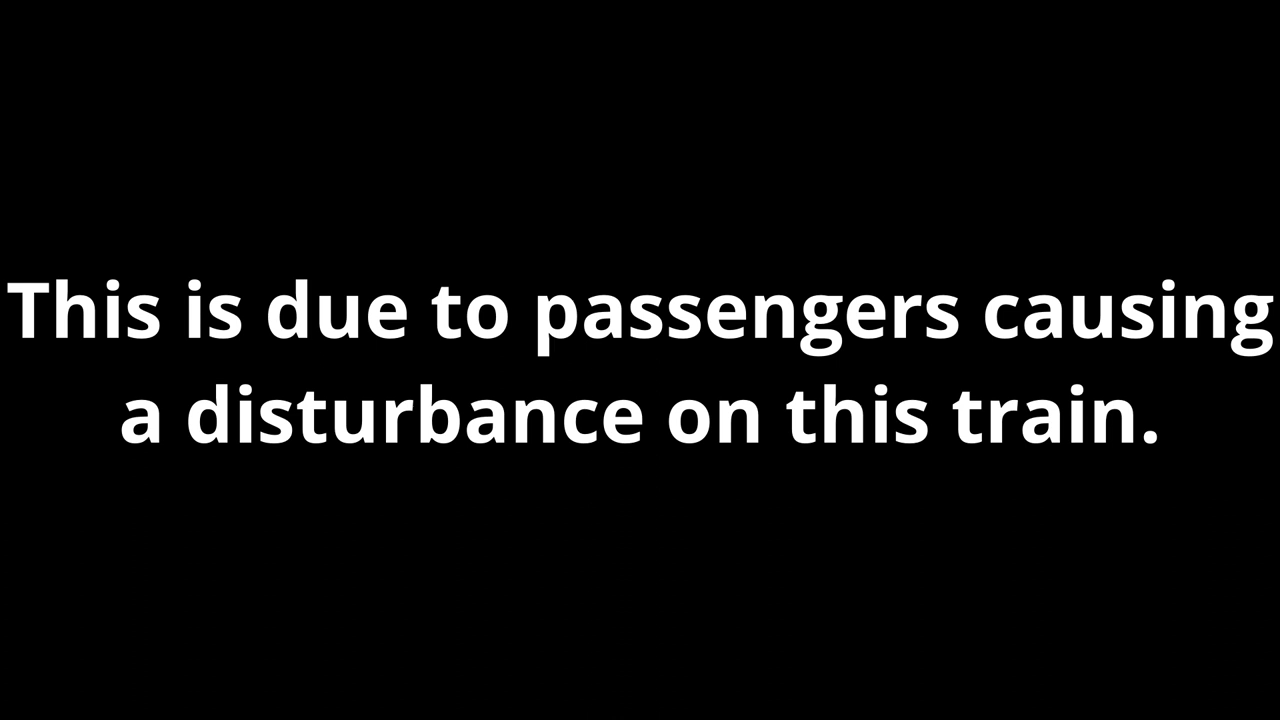 This is due to passengers causing
a disturbance on this train.